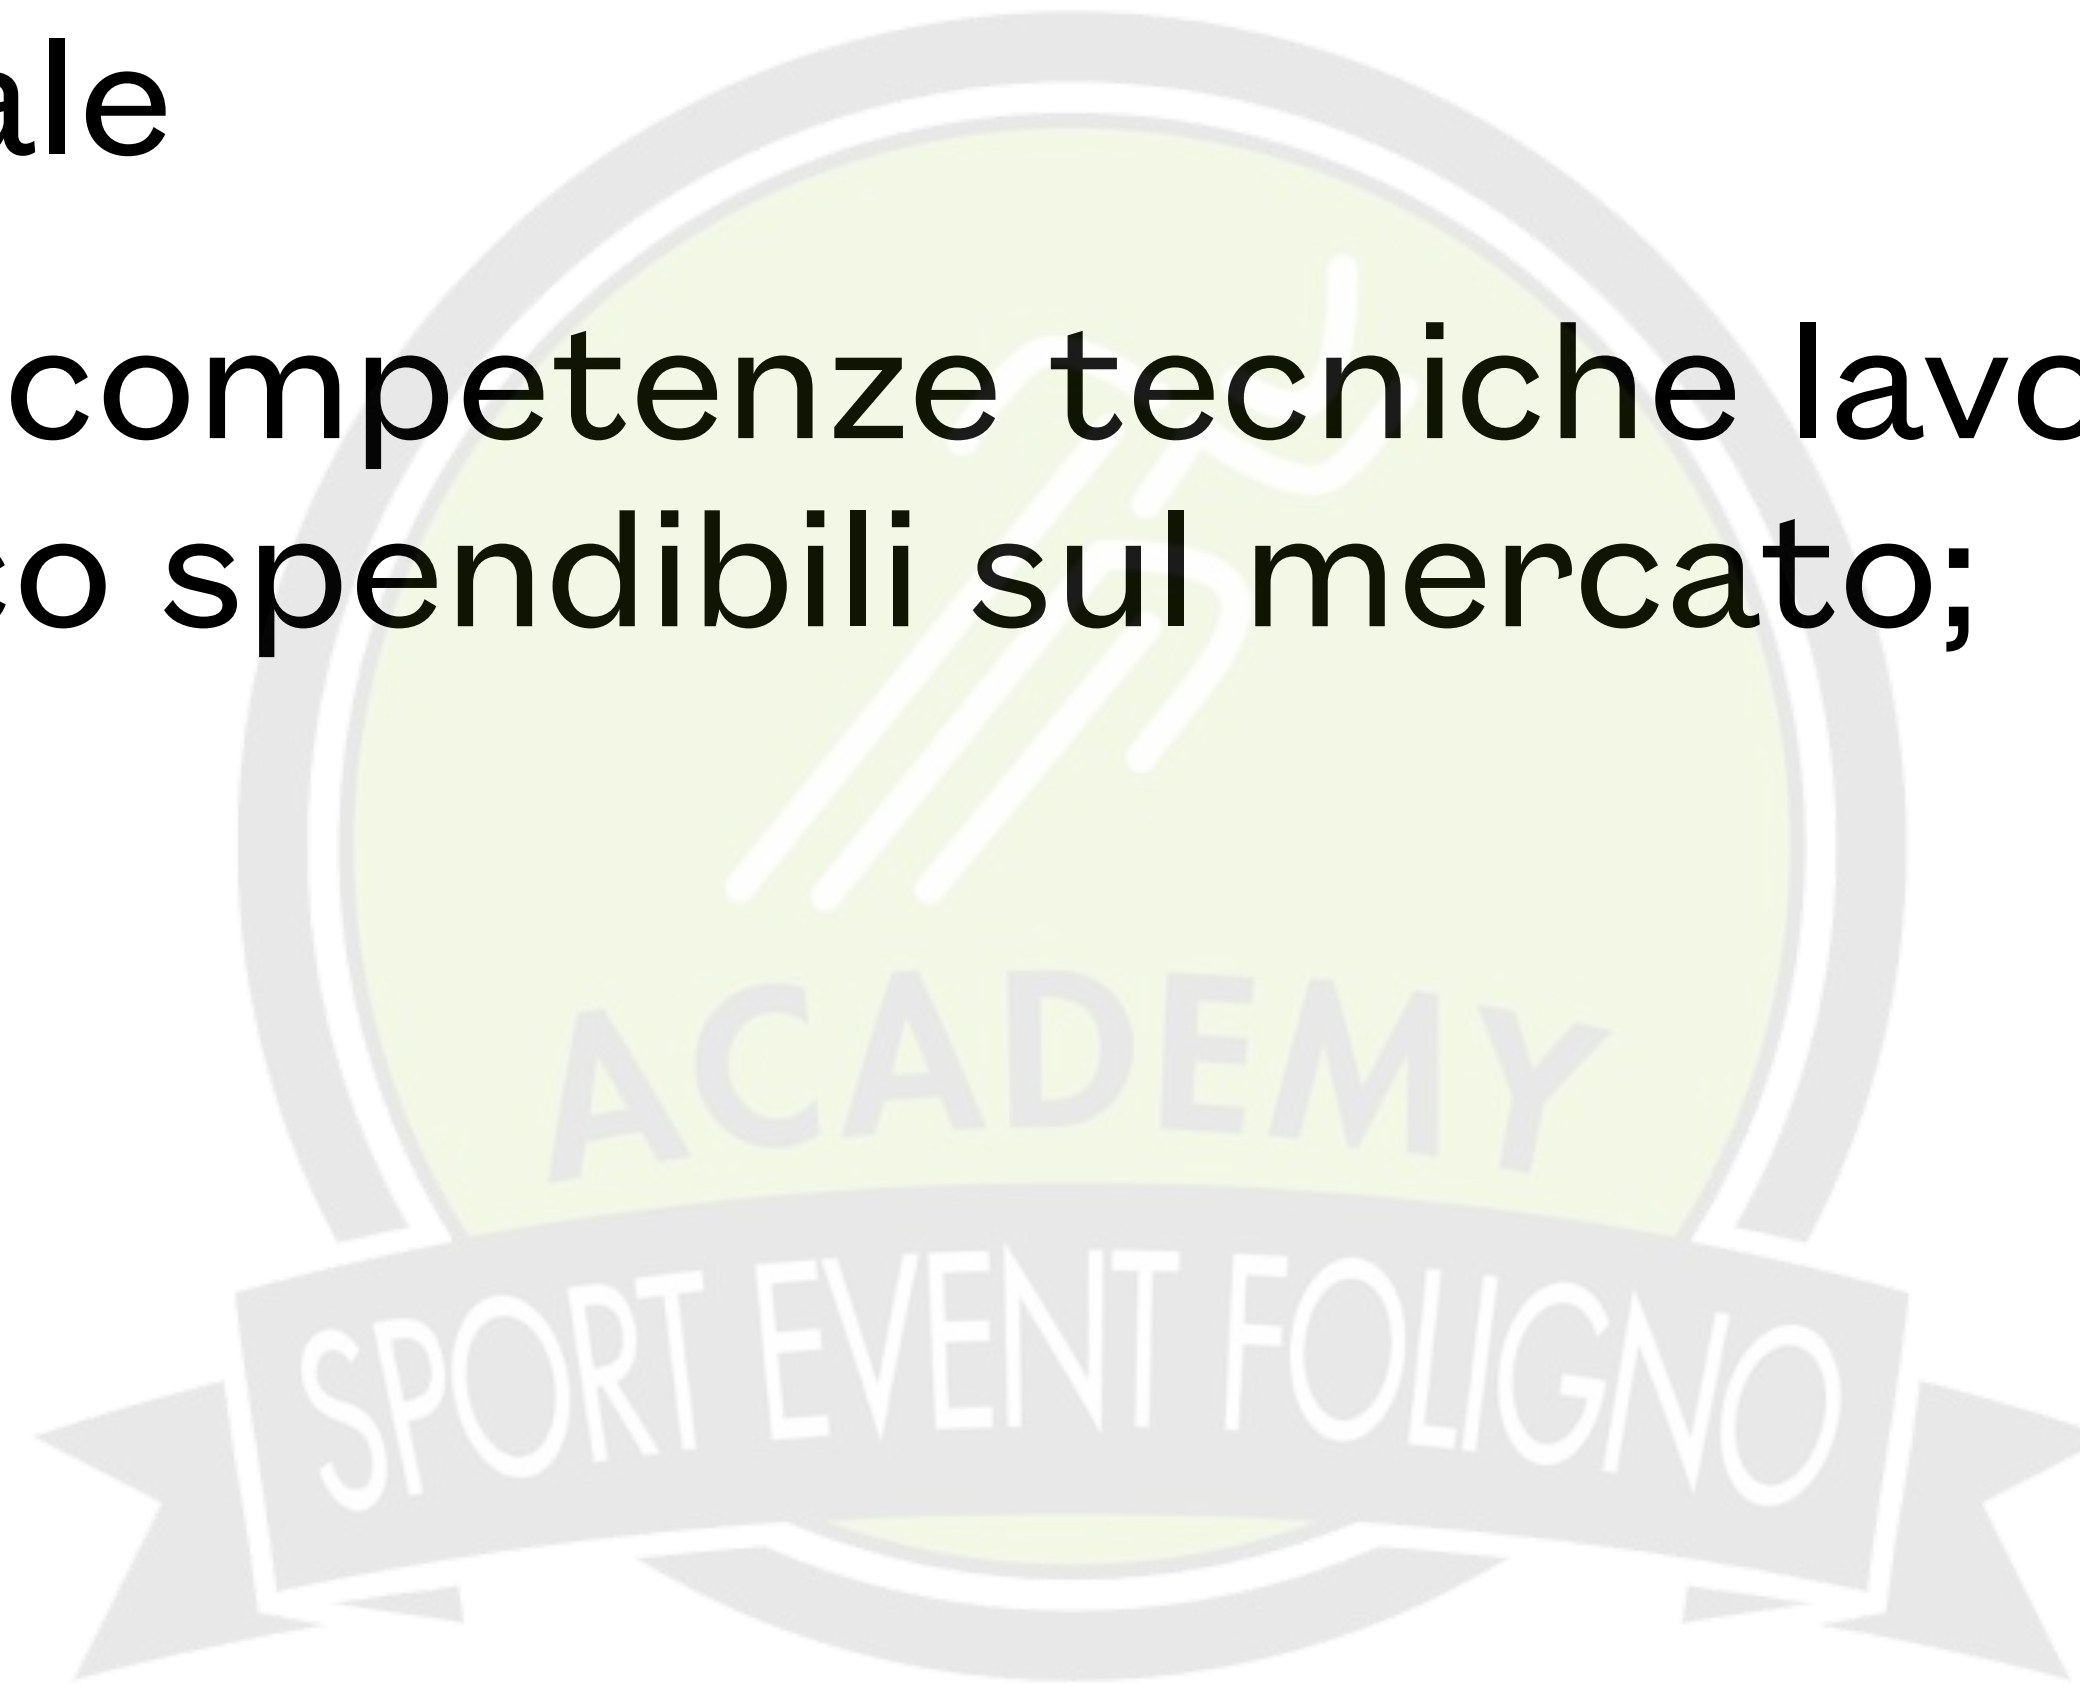 ale
competenze tecniche lavo
co spendibili sul mercato;
ACADEMY
SPORT EVENT FOLIGNO